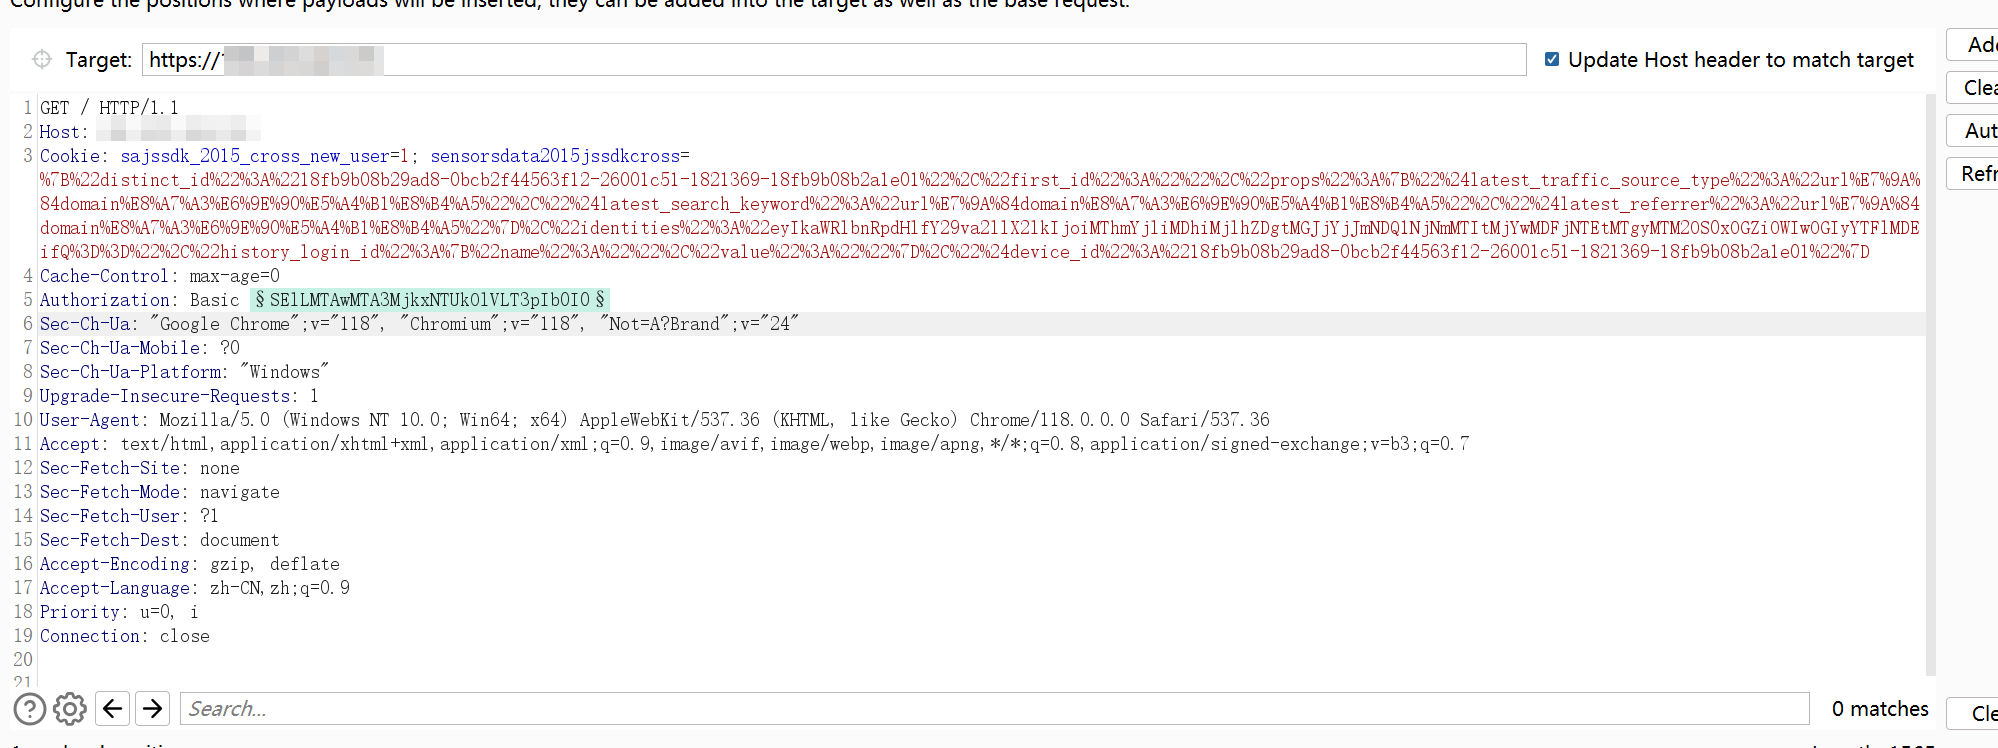 Configure the positions where payloads will be inserted, they can be added into the target as well as the base request.
Target: https://
Update Host header to match target
Add
Clea
Aut
Refr
1 GET / HTTP/1.1
2 Host:
3 Cookie: sajssdk_2015_cross_new_user=1; sensorsdata2015jssdkcross=
%7B%22distinct_id%22%3A%2218fb9b08b29ad8-0bcb2f44563f12-26001c51-1821369-18fb9b08b2a1e01%22%2C%22first_id%22%3A%22%22%2C%22props%22%3A%7B%22%24latest_traffic_source_type%22%3A%22url%E7%9A%
84domain%E8%A7%A3%E6%9E%90%E5%A4%B1%E8%B4%A5%22%2C%22%24latest_search_keyword%22%3A%22url%E7%9A%84domain%E8%A7%A3%E6%9E%90%E5%A4%B1%E8%B4%A5%22%2C%22%24latest_referrer%22%3A%22url%E7%9A%84
domain%E8%A7%A3%E6%9E%90%E5%A4%B1%E8%B4%A5%22%7D%2C%22identities%22%3A%22eyIkaWRlbnRpdHlfY29va2llX2lkIjoiMThmYjliMDhiMjlhZDgtMGJjYjJmNDQ1NjNmMTItMjYwMDFjNTEtMTgyMTM2OS0xOGZiOWIwOGIyYTFlMDE
ifQ%3D%3D%22%2C%22history_login_id%22%3A%7B%22name%22%3A%22%22%2C%22value%22%3A%22%22%7D%2C%22%24device_id%22%3A%2218fb9b08b29ad8-0bcb2f44563f12-26001c51-1821369-18fb9b08b2a1e01%22%7D
4 Cache-Control: max-age=0
5 Authorization: Basic §SE1LMTAwMTA3MjkxNTUkO1VLT3pIbOI0§
6 Sec-Ch-Ua: "Google Chrome";v="118", "Chromium";v="118", "Not=A?Brand";v="24"
7 Sec-Ch-Ua-Mobile: ?0
8 Sec-Ch-Ua-Platform: "Windows"
9 Upgrade-Insecure-Requests: 1
10 User-Agent: Mozilla/5.0 (Windows NT 10.0; Win64; x64) AppleWebKit/537.36 (KHTML, like Gecko) Chrome/118.0.0.0 Safari/537.36
11 Accept: text/html,application/xhtml+xml,application/xml;q=0.9,image/avif,image/webp,image/apng,*/*;q=0.8,application/signed-exchange;v=b3;q=0.7
12 Sec-Fetch-Site: none
13 Sec-Fetch-Mode: navigate
14 Sec-Fetch-User: ?1
15 Sec-Fetch-Dest: document
16 Accept-Encoding: gzip, deflate
17 Accept-Language: zh-CN,zh;q=0.9
18 Priority: u=0, i
19 Connection: close
20
21
Search...
0 matches
Cle